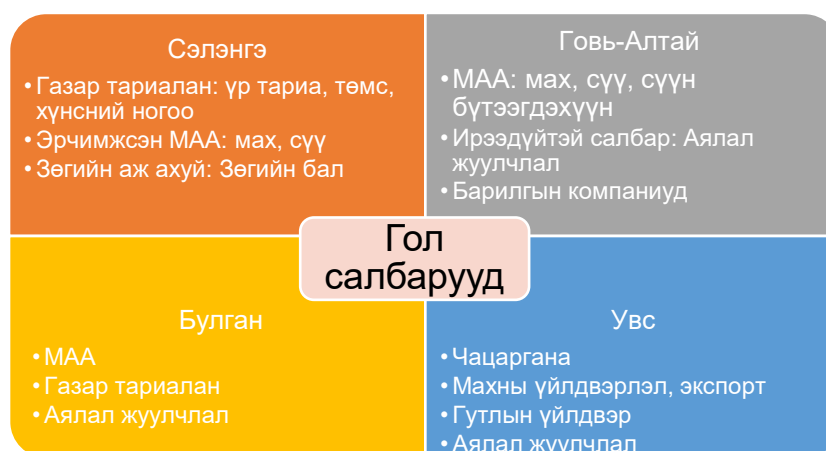 Сэлэнгэ
• Газар тариалан: үр тариа, төмс,
хүнсний ногоо
• Эрчимжсэн МАА: мах, сүү
• Зөгийн аж ахуй: Зөгийн бал
Говь-Алтай
• МАА: мах, сүү, сүүн
бүтээгдэхүүн
• Ирээдүйтэй салбар: Аялал
жуулчлал
• Барилгын компаниуд
Гол
салбарууд
Булган
• МАА
• Газар тариалан
• Аялал жуулчлал
Увс
• Чацаргана
• Махны үйлдвэрлэл, экспорт
• Гутлын үйлдвэр
• Аялал жуулчлал